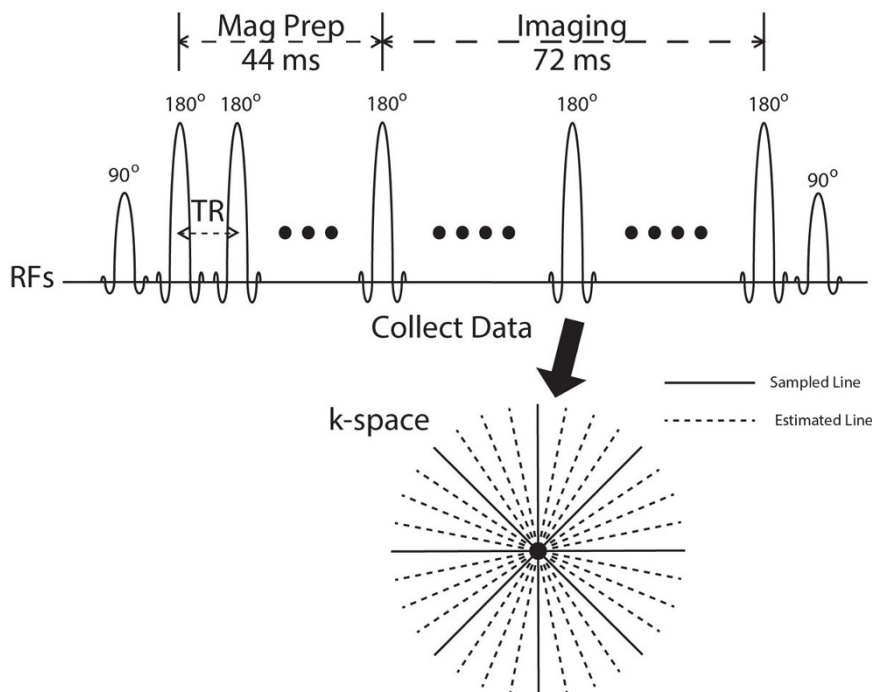 Mag Prep
44 ms
Imaging
72 ms
180°
180°
180°
180°
180°
90°
TR
90°
RFs
Collect Data
k-space
Sampled Line
Estimated Line